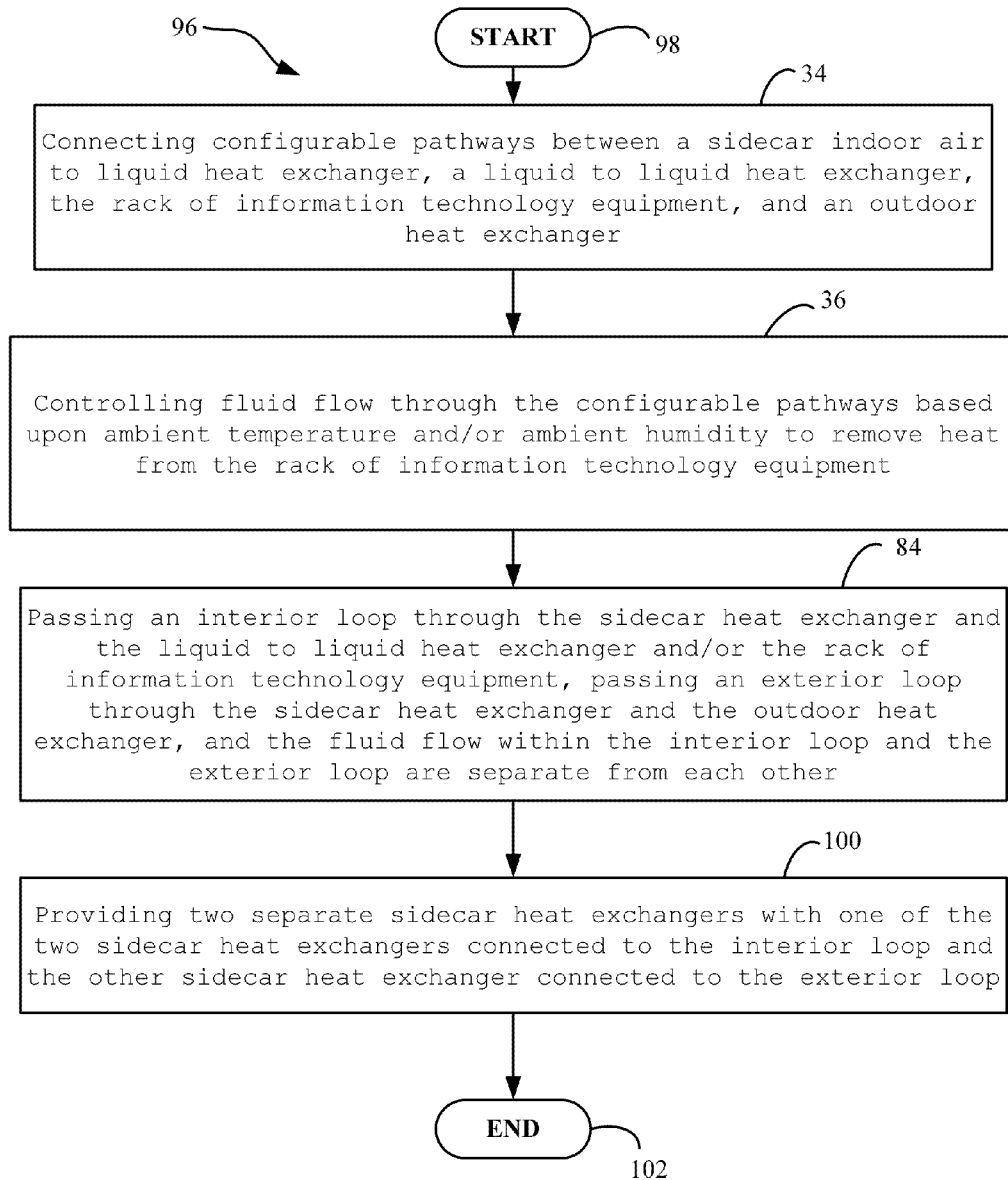 96
START
98
34
Connecting configurable pathways between a sidecar indoor air
to liquid heat exchanger, a liquid to liquid heat exchanger,
the rack of information technology equipment, and an outdoor
heat exchanger
36
Controlling fluid flow through the configurable pathways based
upon ambient temperature and/or ambient humidity to remove heat
from the rack of information technology equipment
84
Passing an interior loop through the sidecar heat exchanger and
the liquid to liquid heat exchanger and/or the rack of
information technology equipment, passing an exterior loop
through the sidecar heat exchanger and the outdoor heat
exchanger, and the fluid flow within the interior loop and the
exterior loop are separate from each other
100
Providing two separate sidecar heat exchangers with one of the
two sidecar heat exchangers connected to the interior loop and
the other sidecar heat exchanger connected to the exterior loop
END
102